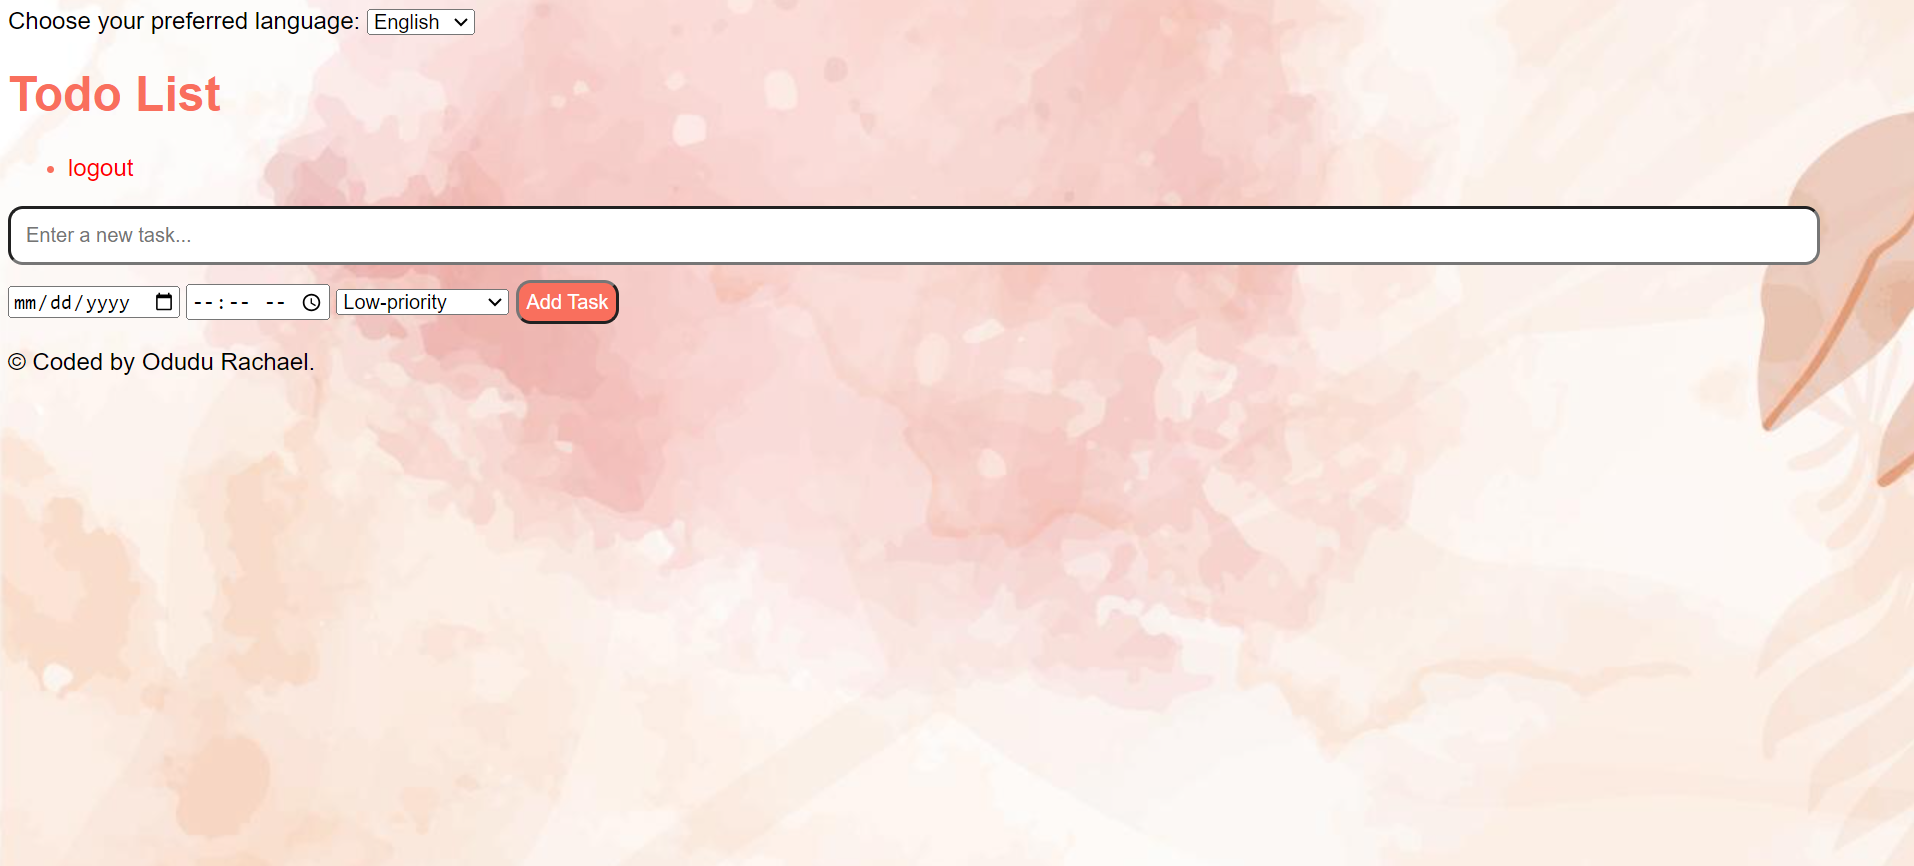 Choose your preferred language: English
Todo List
logout
Enter a new task...
mm/dd/yyyy --:-- -- Low-priority Add Task
© Coded by Odudu Rachael.